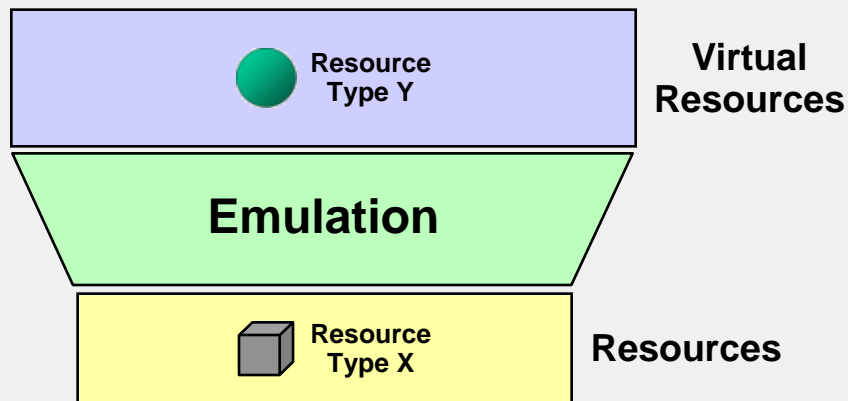 Resource
Type Y
Virtual
Resources
Emulation
Resource
Type X
Resources